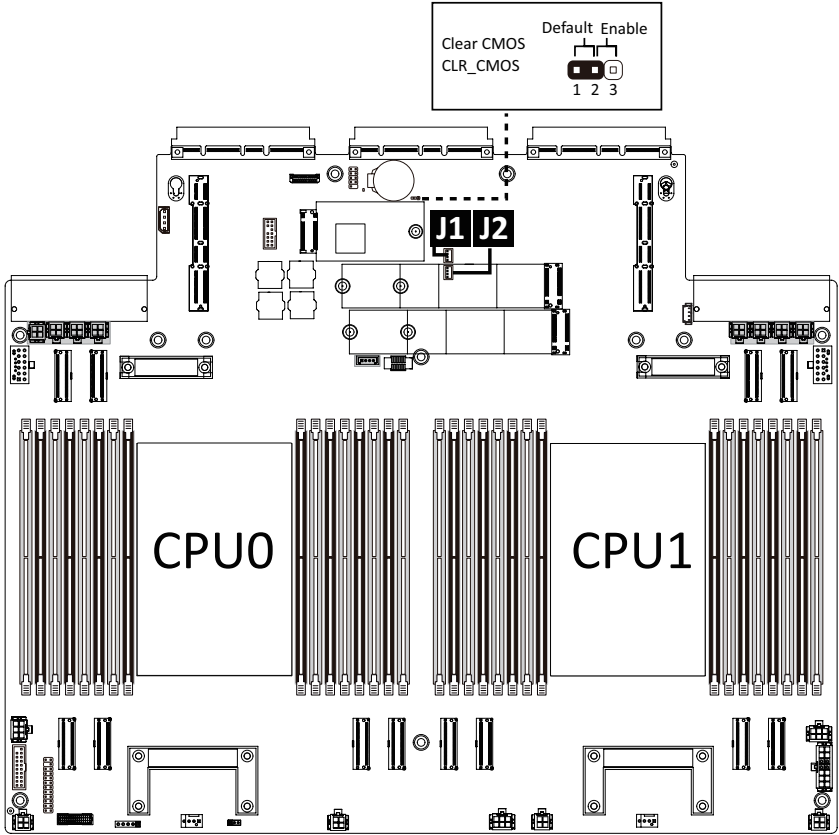 Default Enable
Clear CMOS
CLR_CMOS
1 2 3
J1 J2
CPU0
CPU1